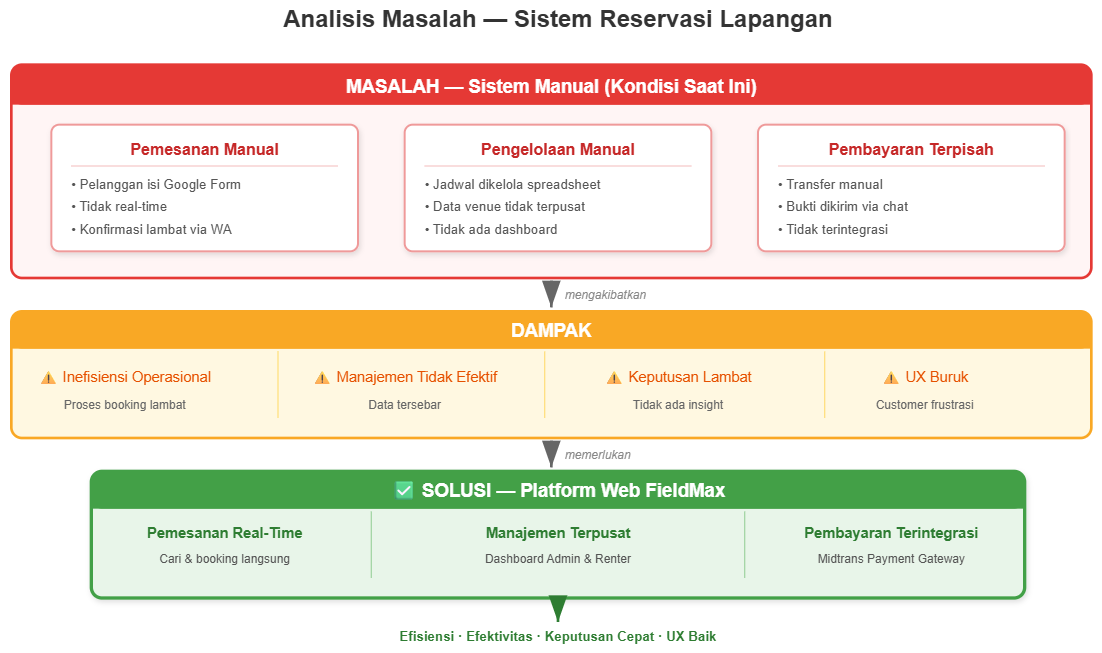 Analisis Masalah — Sistem Reservasi Lapangan
MASALAH — Sistem Manual (Kondisi Saat Ini)
Pemesanan Manual
• Pelanggan isi Google Form
• Tidak real-time
• Konfirmasi lambat via WA
Pengelolaan Manual
• Jadwal dikelola spreadsheet
• Data venue tidak terpusat
• Tidak ada dashboard
Pembayaran Terpisah
• Transfer manual
• Bukti dikirim via chat
• Tidak terintegrasi
mengakibatkan
DAMPAK
⚠ Inefisiensi Operasional
Proses booking lambat
⚠ Manajemen Tidak Efektif
Data tersebar
⚠ Keputusan Lambat
Tidak ada insight
⚠ UX Buruk
Customer frustrasi
memerlukan
✅ SOLUSI — Platform Web FieldMax
Pemesanan Real-Time
Cari & booking langsung
Manajemen Terpusat
Dashboard Admin & Renter
Pembayaran Terintegrasi
Midtrans Payment Gateway
Efisiensi · Efektivitas · Keputusan Cepat · UX Baik